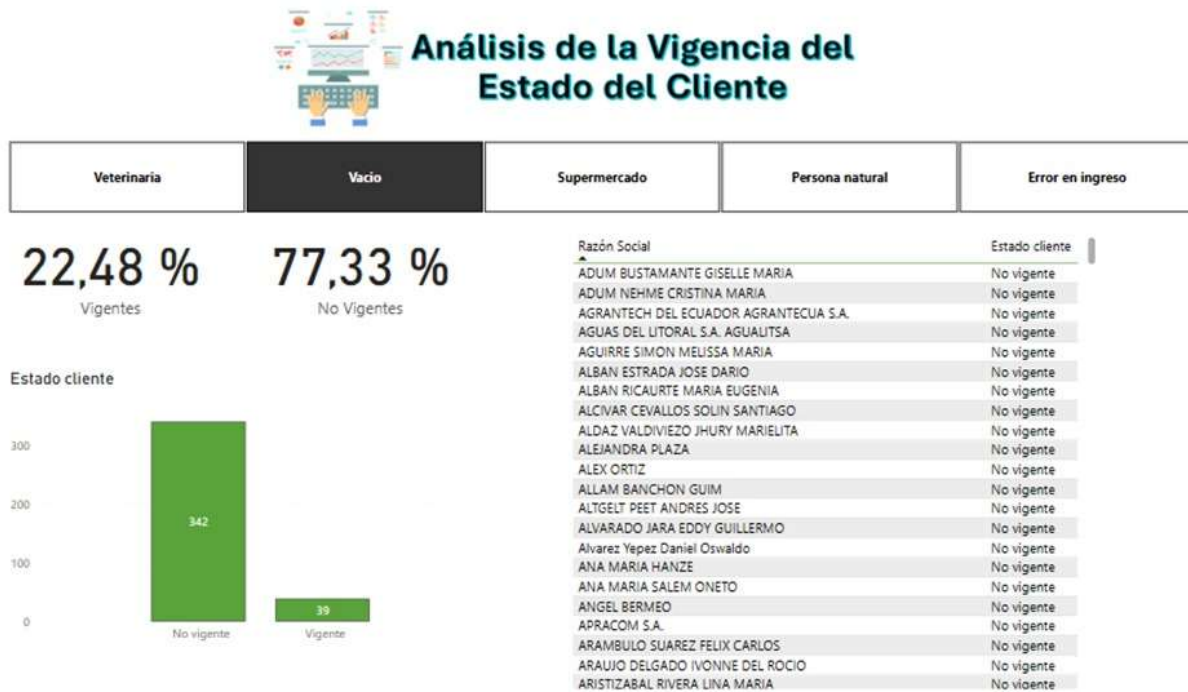 Análisis de la Vigencia del
Estado del Cliente
Veterinaria
Vacio
Supermercado
Persona natural
Error en ingreso
22,48 %
Vigentes
77,33 %
No Vigentes
Estado cliente
300
200
100
0
342
39
No vigente
Vigente
Razón Social Estado cliente
ADUM BUSTAMANTE GISELLE MARIA No vigente
ADUM NEHME CRISTINA MARIA No vigente
AGRANTECH DEL ECUADOR AGRANTECUA S.A. No vigente
AGUAS DEL LITORAL S.A. AGUALITSA No vigente
AGUIRRE SIMON MELISSA MARIA No vigente
ALBAN ESTRADA JOSE DARIO No vigente
ALBAN RICAURTE MARIA EUGENIA No vigente
ALCIVAR CEVALLOS SOLIN SANTIAGO No vigente
ALDAZ VALDIVIEZO JHURY MARIELITA No vigente
ALEJANDRA PLAZA No vigente
ALEX ORTIZ No vigente
ALLAM BANCHON GUIM No vigente
ALTGELT PEET ANDRES JOSE No vigente
ALVARADO JARA EDDY GUILLERMO No vigente
Alvarez Yepez Daniel Oswaldo No vigente
ANA MARIA HANZE No vigente
ANA MARIA SALEM ONETO No vigente
ANGEL BERMEO No vigente
APRACOM S.A. No vigente
ARAMBULO SUAREZ FELIX CARLOS No vigente
ARAUJO DELGADO IVONNE DEL ROCIO No vigente
ARISTIZABAL RIVERA LINA MARIA No vigente